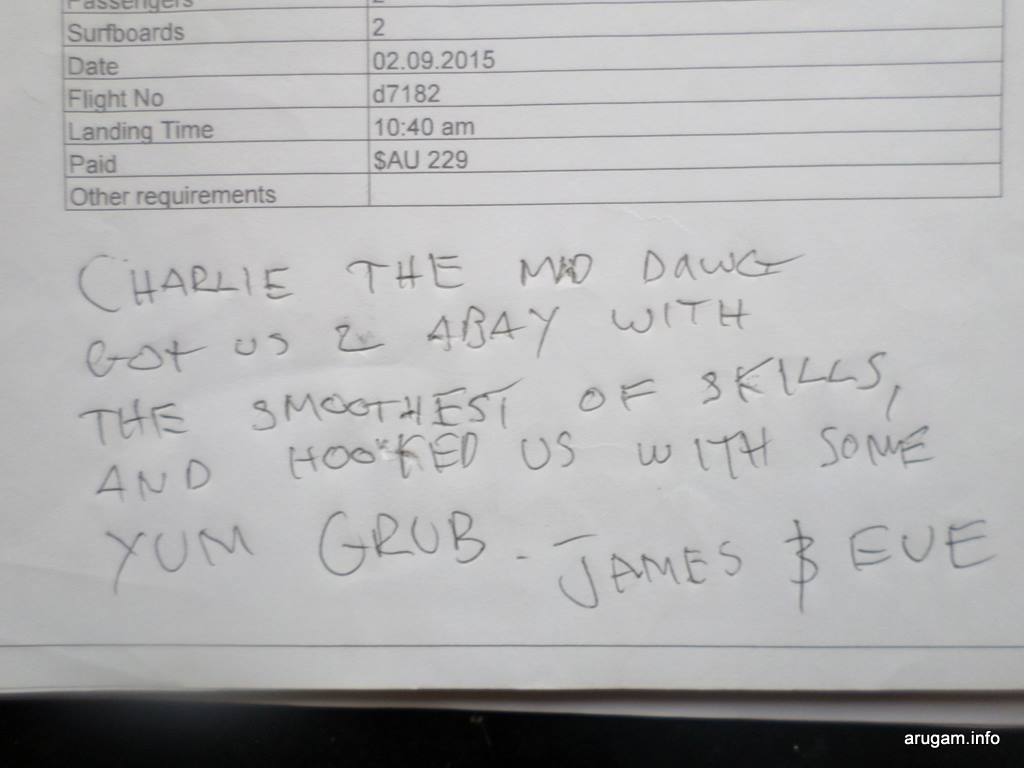 Passengers
Surfboards 2
Date 02.09.2015
Flight No d7182
Landing Time 10:40 am
Paid $AU 229
Other requirements
CHARLIE THE MAD DAWG
GOT US 2 ABAY WITH
THE SMOOTHEST OF SKILLS,
AND HOOKED US WITH SOME
YUM GRUB. JAMES & EVE
arugam.info